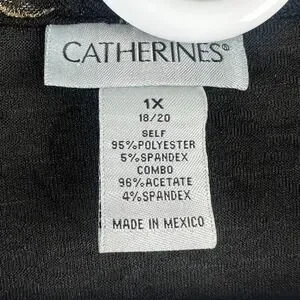 CATHERINES®
1X
18/20
SELF
95%POLYESTER
5%SPANDEX
COMBO
96%ACETATE
4%SPANDEX
MADE IN MEXICO